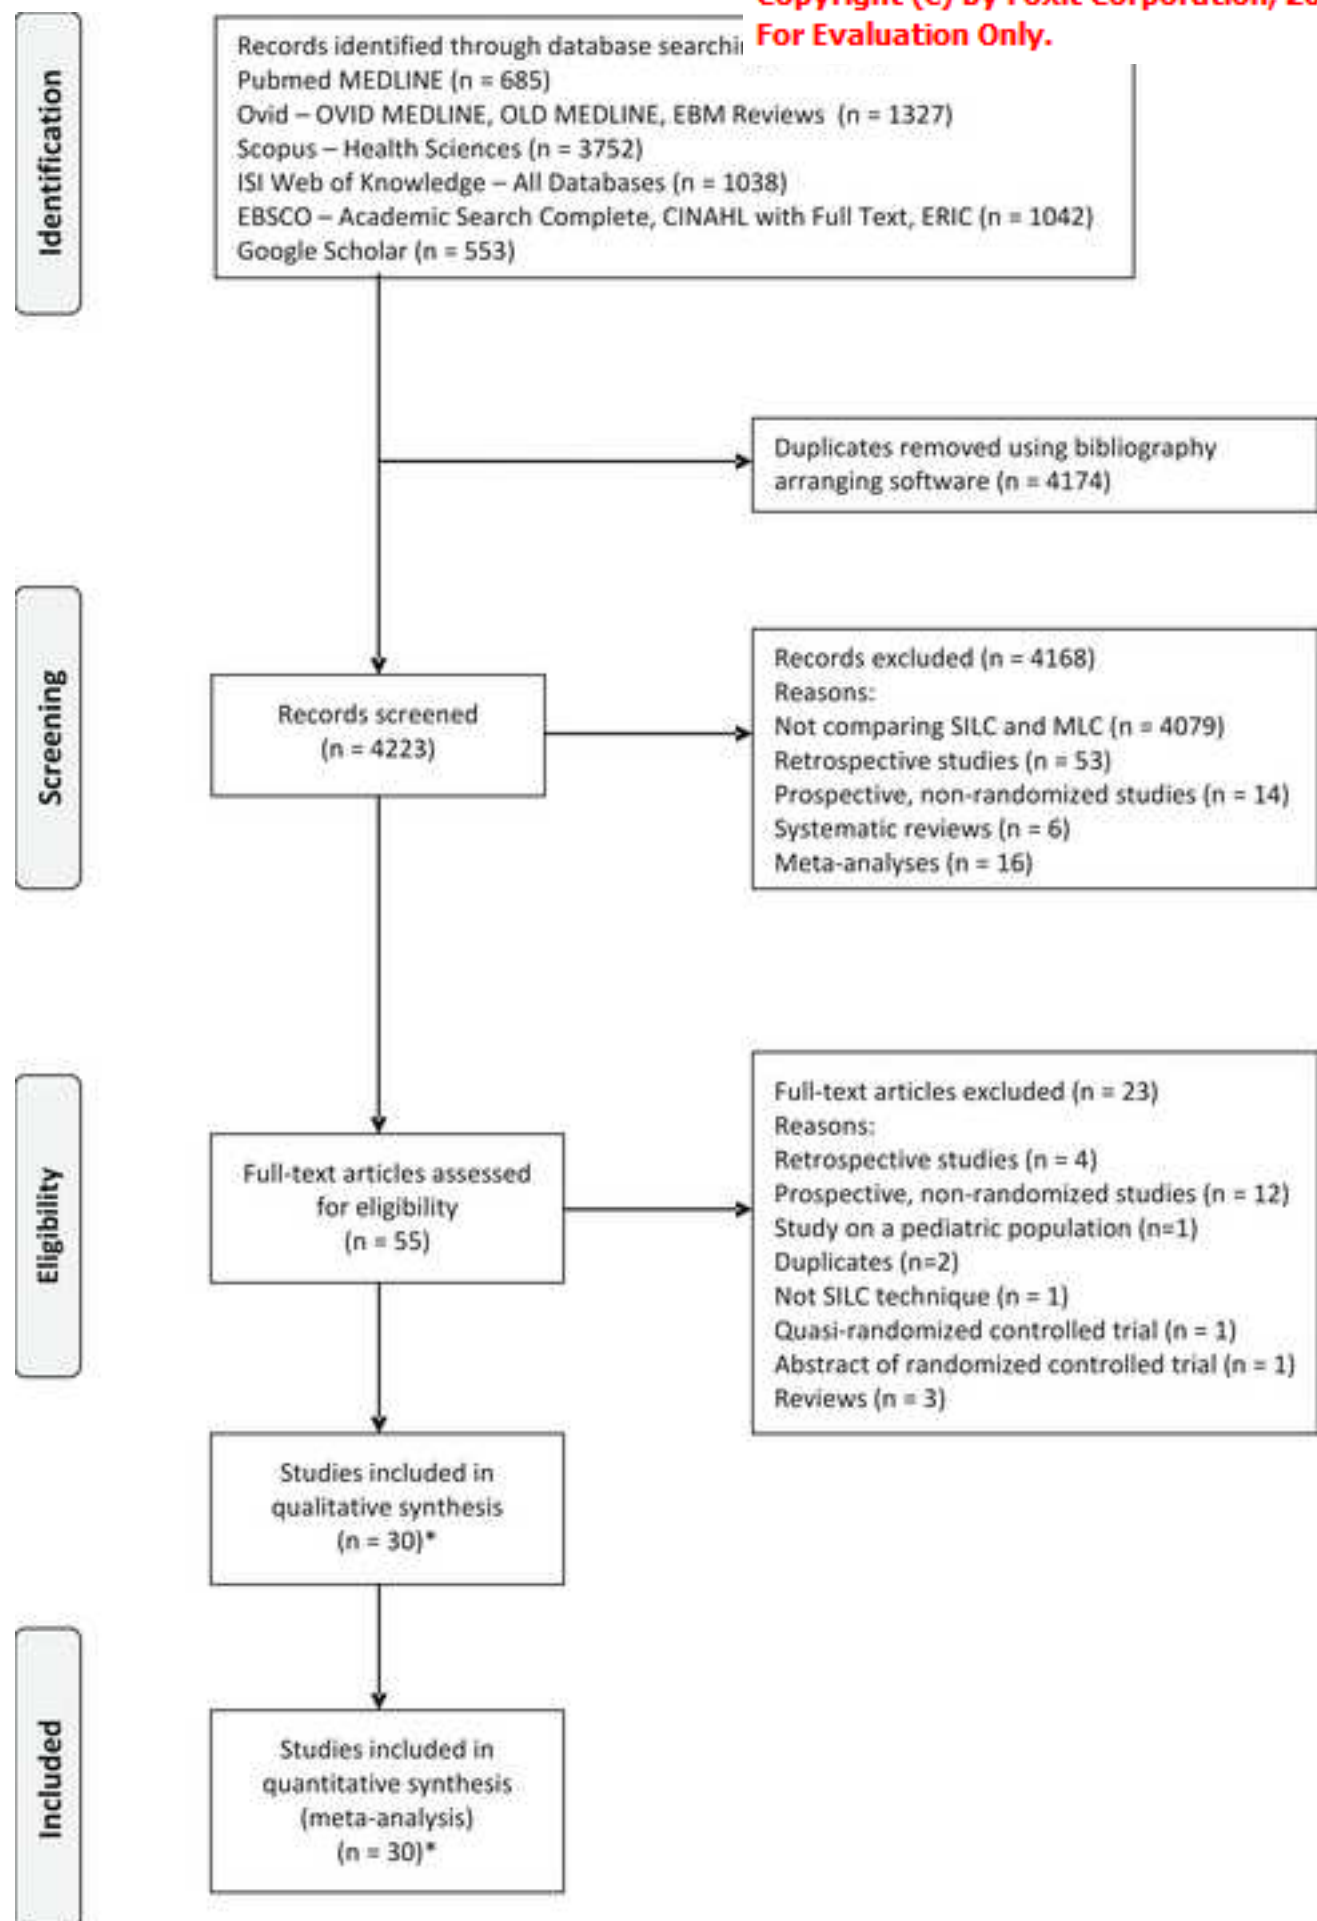 Copyright (C) by Foxit Corporation,
For Evaluation Only.
Identification
Records identified through database
Pubmed MEDLINE (n = 685)
Ovid – OVID MEDLINE, OLD MEDLINE, EBM Reviews (n = 1327)
Scopus – Health Sciences (n = 3752)
ISI Web of Knowledge – All Databases (n = 1038)
EBSCO – Academic Search Complete, CINAHL with Full Text, ERIC (n = 1042)
Google Scholar (n = 553)
Duplicates removed using bibliography
arranging software (n = 4174)
Screening
Records screened
(n = 4223)
Records excluded (n = 4168)
Reasons:
Not comparing SILC and MLC (n = 4079)
Retrospective studies (n = 53)
Prospective, non-randomized studies (n = 14)
Systematic reviews (n = 6)
Meta-analyses (n = 16)
Eligibility
Full-text articles assessed
for eligibility
(n = 55)
Full-text articles excluded (n = 23)
Reasons:
Retrospective studies (n = 4)
Prospective, non-randomized studies (n = 12)
Study on a pediatric population (n=1)
Duplicates (n=2)
Not SILC technique (n = 1)
Quasi-randomized controlled trial (n = 1)
Abstract of randomized controlled trial (n = 1)
Reviews (n = 3)
Studies included in
qualitative synthesis
(n = 30)*
Included
Studies included in
quantitative synthesis
(meta-analysis)
(n = 30)*